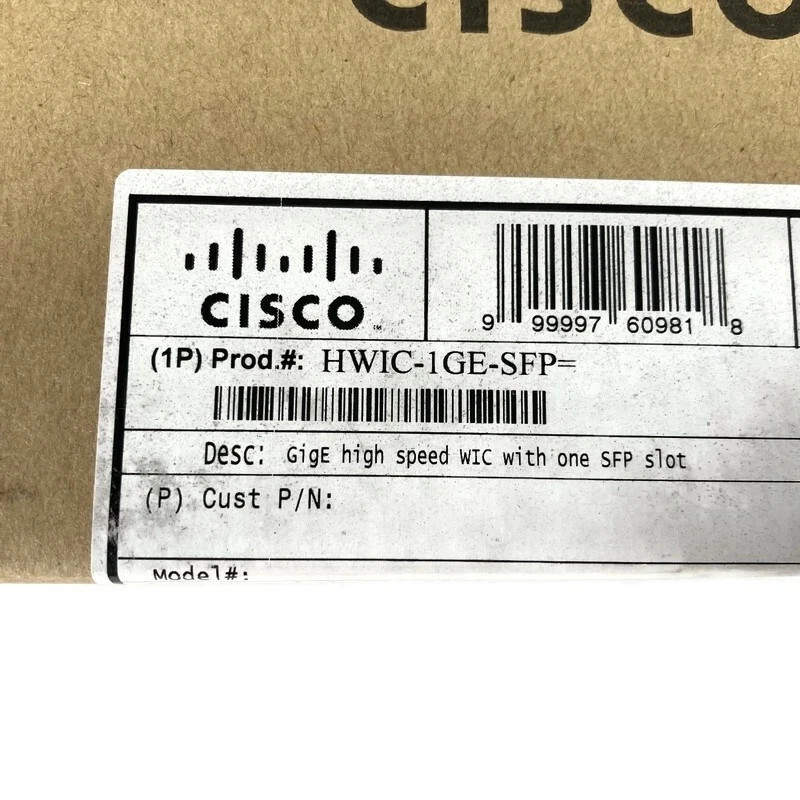 CISCO
CISCO
9 99997 60981 8
(1P) Prod.#: HWIC-1GE-SFP=
Desc: GigE high speed WIC with one SFP slot
(P) Cust P/N:
Model#: